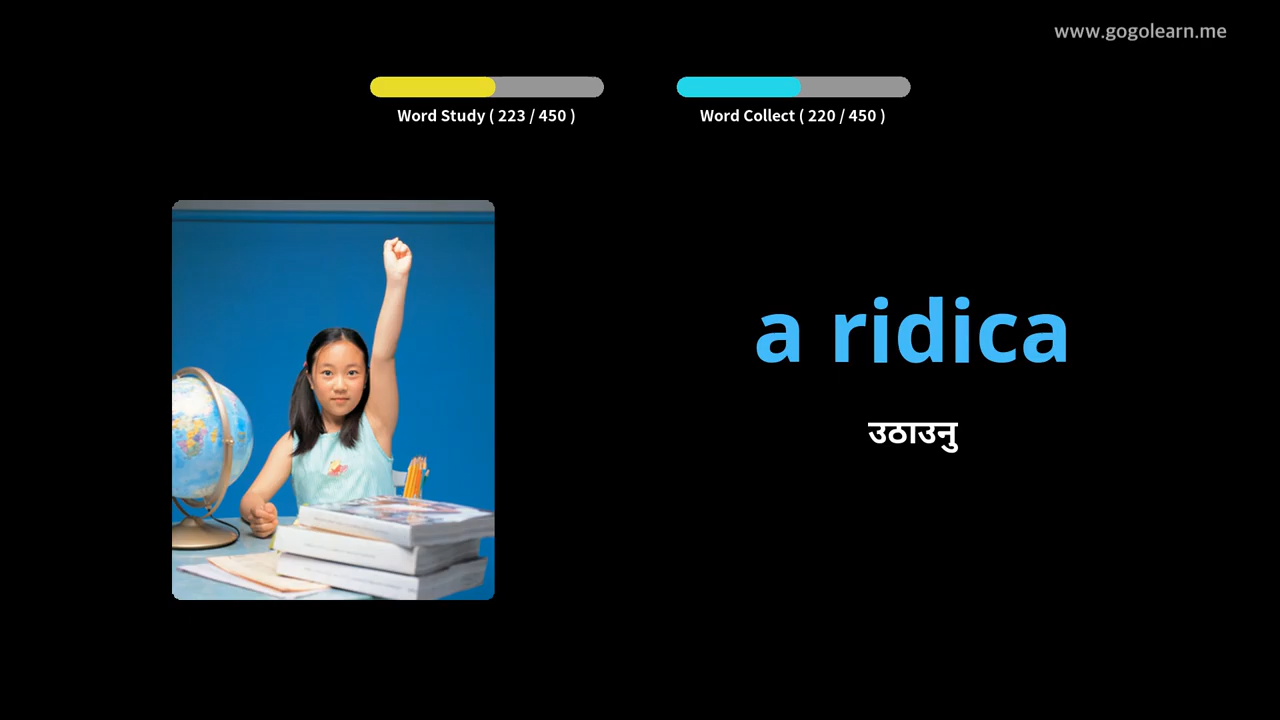 www.gogolearn.me
Word Study ( 223 / 450 )
Word Collect ( 220 / 450 )
a ridica
उठाउनु